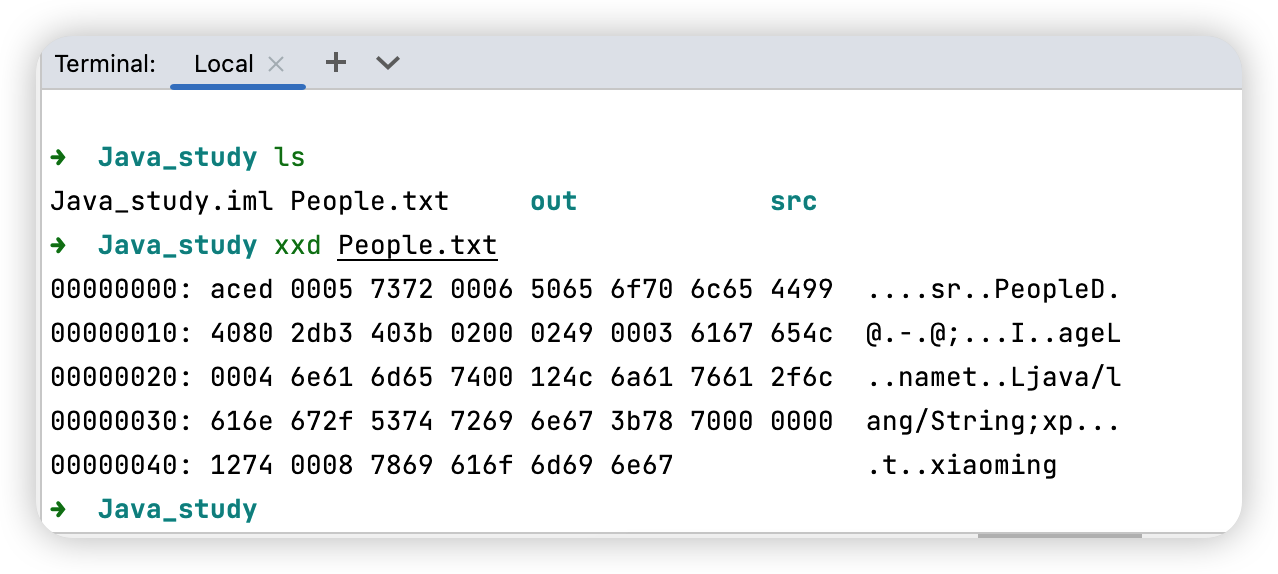 Terminal: Local × + ∨
➜ Java_study ls
Java_study.iml People.txt out src
➜ Java_study xxd People.txt
00000000: aced 0005 7372 0006 5065 6f70 6c65 4499 ....sr..PeopleD.
00000010: 4080 2db3 403b 0200 0249 0003 6167 654c @.-.@;...I..ageL
00000020: 0004 6e61 6d65 7400 124c 6a61 7661 2f6c ..namet..Ljava/l
00000030: 616e 672f 5374 7269 6e67 3b78 7000 0000 ang/String;xp...
00000040: 1274 0008 7869 616f 6d69 6e67 .t..xiaoming
➜ Java_study